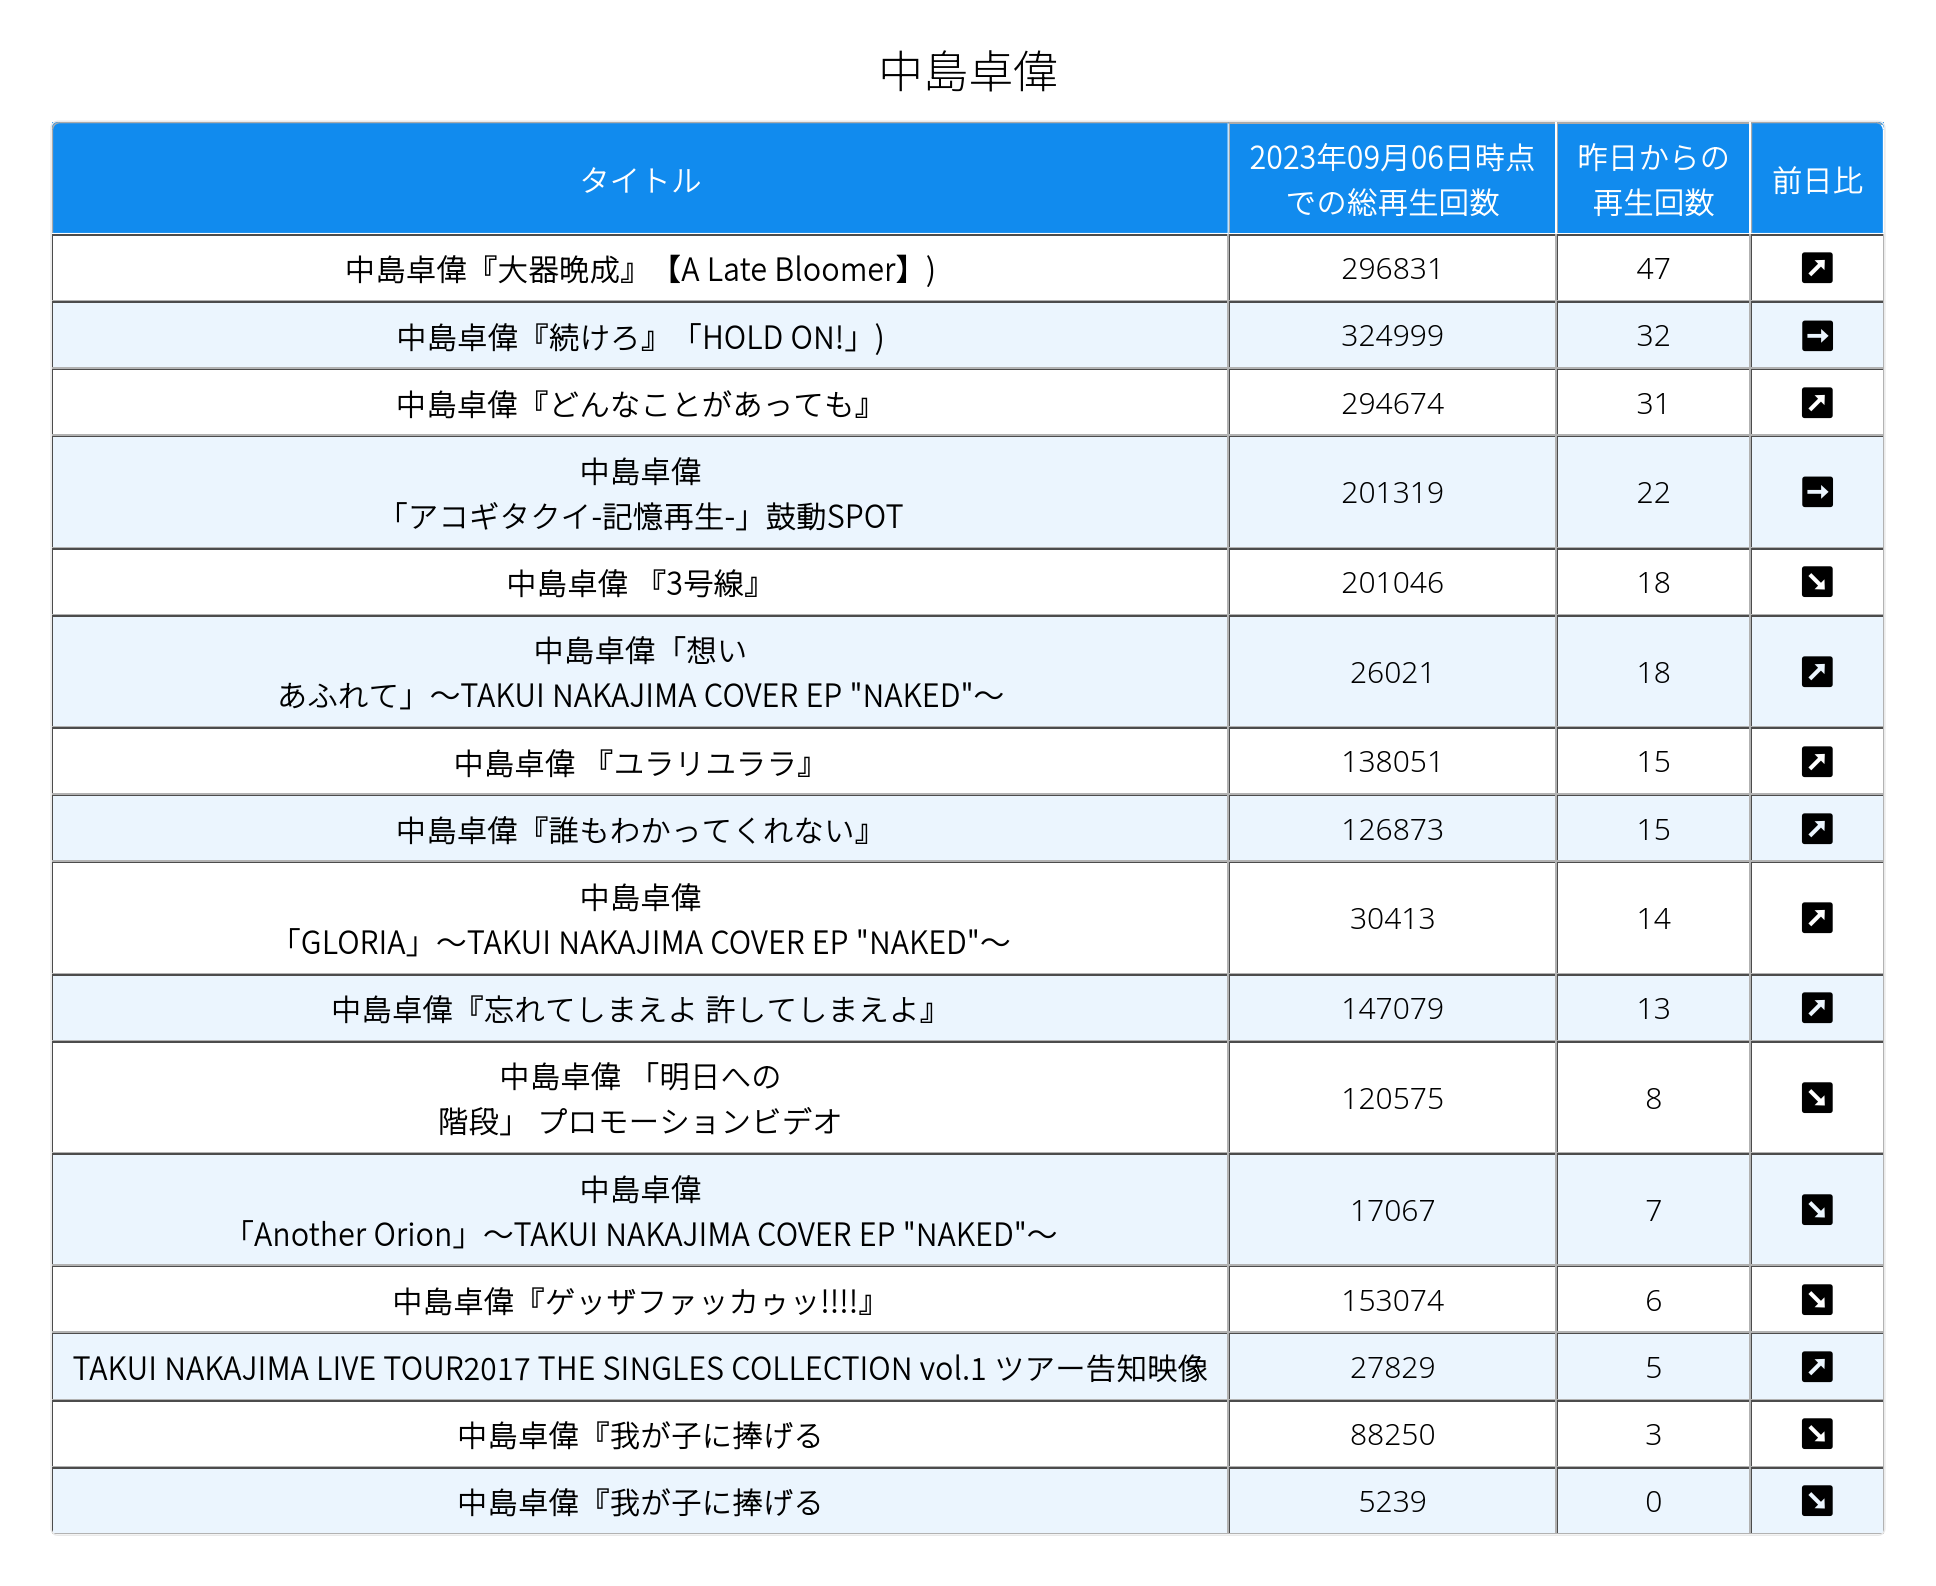 中島卓偉
タイトル
2023年09月06日時点
での総再生回数
昨日からの
再生回数
前日比
中島卓偉『大器晩成』【A Late Bloomer】)
296831
47
中島卓偉『続けろ』「HOLD ON!」)
324999
32
中島卓偉『どんなことがあっても』
294674
31
中島卓偉
「アコギタクイ-記憶再生-」鼓動SPOT
201319
22
中島卓偉 『3号線』
201046
18
中島卓偉「想い
あふれて」～TAKUI NAKAJIMA COVER EP "NAKED"～
26021
18
中島卓偉 『ユラリユララ』
138051
15
中島卓偉『誰もわかってくれない』
126873
15
中島卓偉
「GLORIA」～TAKUI NAKAJIMA COVER EP "NAKED"～
30413
14
中島卓偉『忘れてしまえよ 許してしまえよ』
147079
13
中島卓偉 「明日への
階段」 プロモーションビデオ
120575
8
中島卓偉
「Another Orion」～TAKUI NAKAJIMA COVER EP "NAKED"～
17067
7
中島卓偉『ゲッザファッカゥッ!!!!』
153074
6
TAKUI NAKAJIMA LIVE TOUR2017 THE SINGLES COLLECTION vol.1 ツアー告知映像
27829
5
中島卓偉『我が子に捧げる
88250
3
中島卓偉『我が子に捧げる
5239
0